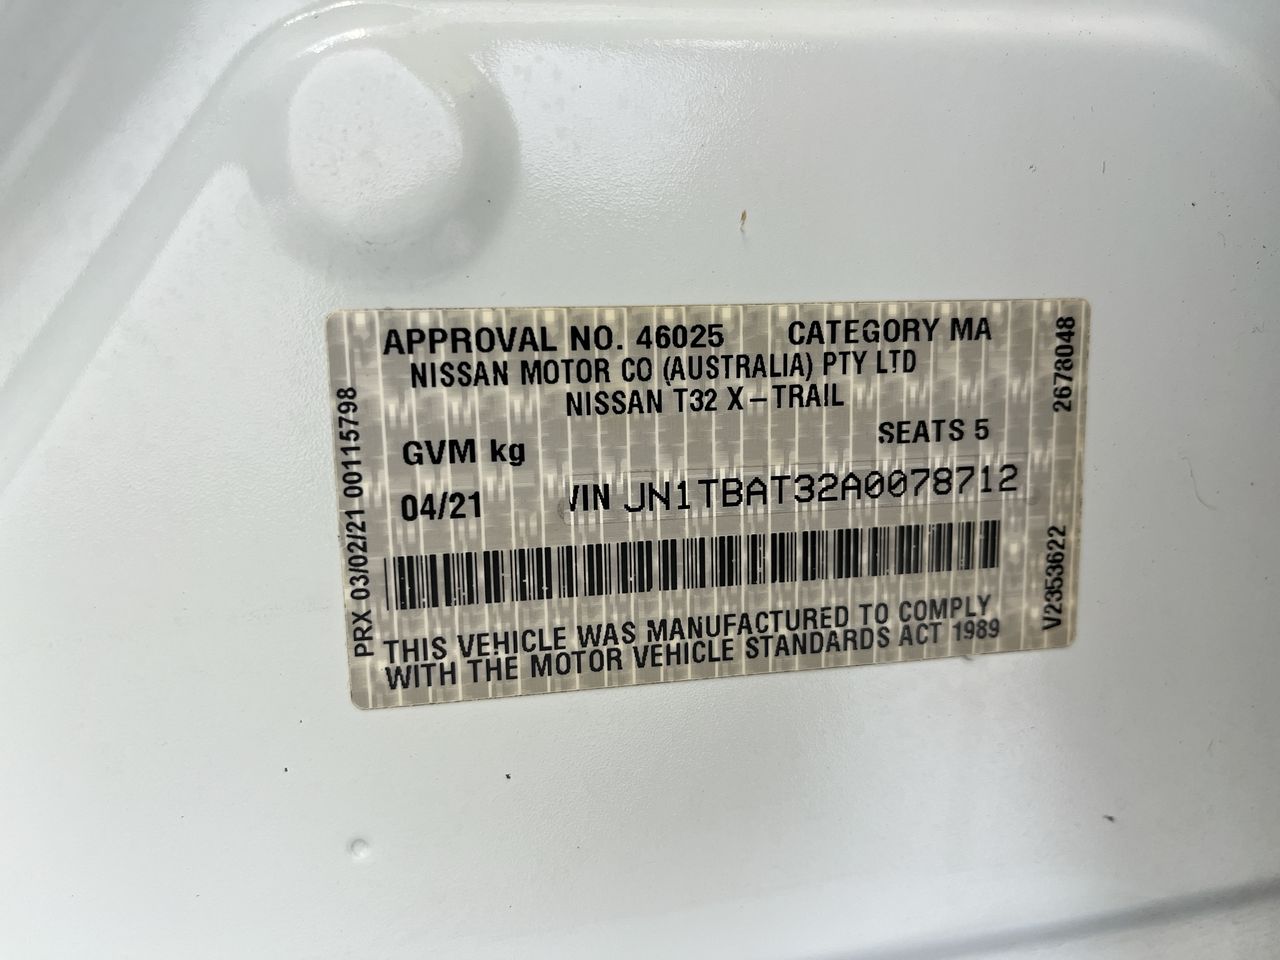 APPROVAL NO. 46025 CATEGORY MA
NISSAN MOTOR CO (AUSTRALIA) PTY LTD
NISSAN T32 X-TRAIL
GVM kg SEATS 5
04/21 VIN JN1TBAT32A0078712
THIS VEHICLE WAS MANUFACTURED TO COMPLY
WITH THE MOTOR VEHICLE STANDARDS ACT 1989
PRX 03/02/21 00115798
2678048
V2353622